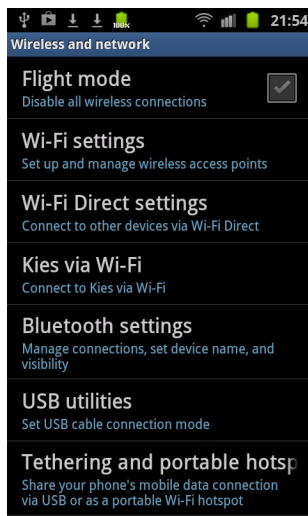 100%
21:54
Wireless and network
Flight mode
Disable all wireless connections
Wi-Fi settings
Set up and manage wireless access points
Wi-Fi Direct settings
Connect to other devices via Wi-Fi Direct
Kies via Wi-Fi
Connect to Kies via Wi-Fi
Bluetooth settings
Manage connections, set device name, and
visibility
USB utilities
Set USB cable connection mode
Tethering and portable hotsp
Share your phone's mobile data connection
via USB or as a portable Wi-Fi hotspot